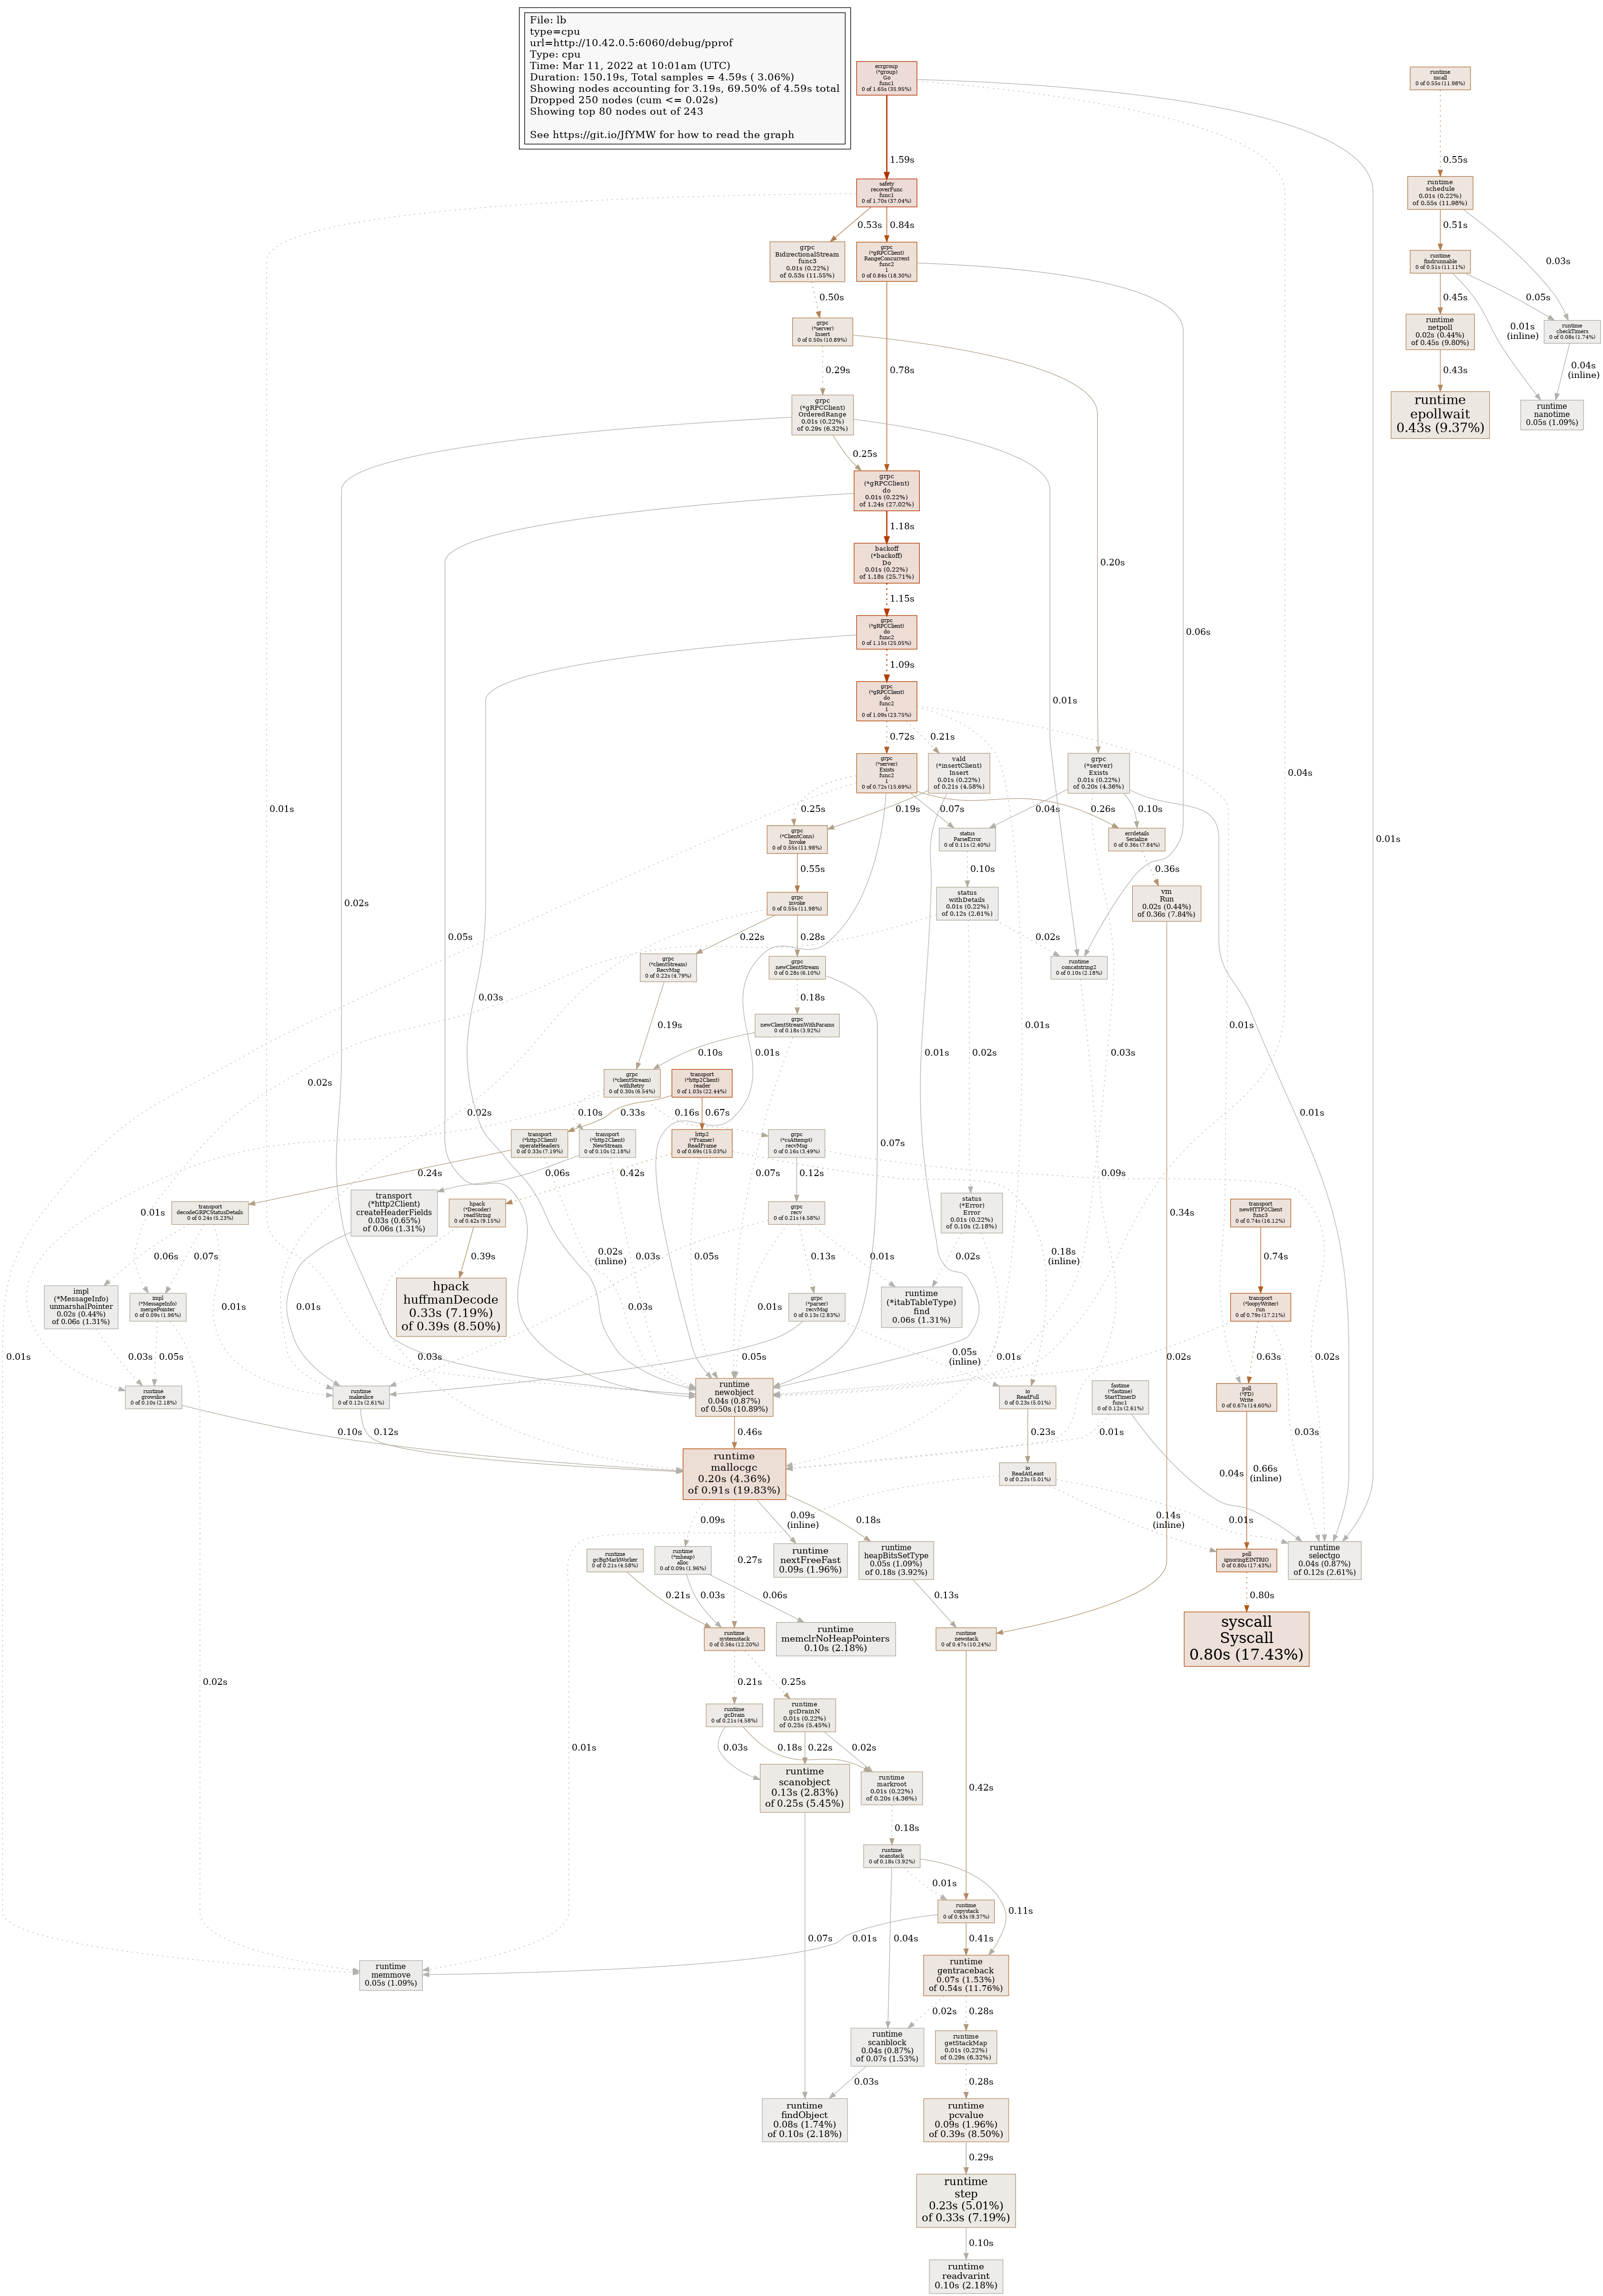 File: lb
type=cpu
url=http://10.42.0.5:6060/debug/pprof
Type: cpu
Time: Mar 11, 2022 at 10:01am (UTC)
Duration: 150.19s, Total samples = 4.59s ( 3.06%)
Showing nodes accounting for 3.19s, 69.50% of 4.59s total
Dropped 250 nodes (cum <= 0.02s)
Showing top 80 nodes out of 243
See https://git.io/JfYMW for how to read the graph
errgroup
(*group)
Go
func1
0 of 1.65s (35.95%)
runtime
mcall
0 of 0.55s (11.98%)
1.59s
0.55s
safety
recoverFunc
func1
0 of 1.70s (37.04%)
runtime
schedule
0.01s (0.22%)
of 0.55s (11.98%)
0.53s
0.84s
0.51s
grpc
BidirectionalStream
func3
0.01s (0.22%)
of 0.53s (11.55%)
grpc
(*gRPCClient)
RangeConcurrent
func2
1
0 of 0.84s (18.30%)
runtime
findrunnable
0 of 0.51s (11.11%)
0.03s
0.50s
0.45s
0.05s
0.01s
(inline)
grpc
(*server)
Insert
0 of 0.50s (10.89%)
runtime
netpoll
0.02s (0.44%)
of 0.45s (9.80%)
runtime
checkTimers
0 of 0.08s (1.74%)
0.29s
0.78s
0.43s
0.04s
(inline)
grpc
(*gRPCClient)
OrderedRange
0.01s (0.22%)
of 0.29s (6.32%)
runtime
epollwait
0.43s (9.37%)
runtime
nanotime
0.05s (1.09%)
0.25s
grpc
(*gRPCClient)
do
0.01s (0.22%)
of 1.24s (27.02%)
1.18s
backoff
(*backoff)
Do
0.01s (0.22%)
of 1.18s (25.71%)
0.20s
1.15s
grpc
(*gRPCClient)
do
func2
0 of 1.15s (25.05%)
0.06s
1.09s
grpc
(*gRPCClient)
do
func2
1
0 of 1.09s (23.75%)
0.01s
0.72s
0.21s
0.04s
grpc
(*server)
Exists
func2
1
0 of 0.72s (15.69%)
vald
(*insertClient)
Insert
0.01s (0.22%)
of 0.21s (4.58%)
grpc
(*server)
Exists
0.01s (0.22%)
of 0.20s (4.36%)
0.01s
0.25s
0.19s
0.07s
0.04s
0.26s
0.10s
0.01s
grpc
(*ClientConn)
Invoke
0 of 0.55s (11.98%)
status
ParseError
0 of 0.11s (2.40%)
errdetails
Serialize
0 of 0.36s (7.84%)
0.55s
0.10s
0.36s
0.02s
grpc
invoke
0 of 0.55s (11.98%)
status
withDetails
0.01s (0.22%)
of 0.12s (2.61%)
vm
Run
0.02s (0.44%)
of 0.36s (7.84%)
0.05s
0.22s
0.28s
0.02s
grpc
(*clientStream)
RecvMsg
0 of 0.22s (4.79%)
grpc
newClientStream
0 of 0.28s (6.10%)
runtime
concatstring2
0 of 0.10s (2.18%)
0.03s
0.18s
grpc
newClientStreamWithParams
0 of 0.18s (3.92%)
0.01s
0.01s
0.02s
0.19s
0.10s
0.01s
0.01s
0.02s
0.03s
grpc
(*clientStream)
withRetry
0 of 0.30s (6.54%)
transport
(*http2Client)
reader
0 of 1.03s (22.44%)
0.02s
0.10s
0.33s
0.16s
0.67s
0.01s
transport
(*http2Client)
operateHeaders
0 of 0.33s (7.19%)
transport
(*http2Client)
NewStream
0 of 0.10s (2.18%)
http2
(*Framer)
ReadFrame
0 of 0.69s (15.03%)
grpc
(*csAttempt)
recvMsg
0 of 0.16s (3.49%)
0.07s
0.24s
0.06s
0.42s
0.07s
0.12s
0.09s
0.34s
transport
decodeGRPCStatusDetails
0 of 0.24s (5.23%)
transport
(*http2Client)
createHeaderFields
0.03s (0.65%)
of 0.06s (1.31%)
hpack
(*Decoder)
readString
0 of 0.42s (9.15%)
grpc
recv
0 of 0.21s (4.58%)
status
(*Error)
Error
0.01s (0.22%)
of 0.10s (2.18%)
transport
newHTTP2Client
func3
0 of 0.74s (16.12%)
0.01s
0.06s
0.07s
0.39s
0.02s
(inline)
0.03s
0.05s
0.13s
0.01s
0.02s
0.18s
(inline)
0.74s
impl
(*MessageInfo)
unmarshalPointer
0.02s (0.44%)
of 0.06s (1.31%)
impl
(*MessageInfo)
mergePointer
0 of 0.09s (1.96%)
0.01s
0.01s
hpack
huffmanDecode
0.33s (7.19%)
of 0.39s (8.50%)
0.03s
0.01s
grpc
(*parser)
recvMsg
0 of 0.13s (2.83%)
runtime
(*itabTableType)
find
0.06s (1.31%)
transport
(*loopyWriter)
run
0 of 0.79s (17.21%)
0.01s
0.03s
0.05s
0.03s
0.05s
0.05s
(inline)
0.01s
0.02s
0.63s
0.02s
runtime
growslice
0 of 0.10s (2.18%)
runtime
makeslice
0 of 0.12s (2.61%)
runtime
newobject
0.04s (0.87%)
of 0.50s (10.89%)
io
ReadFull
0 of 0.23s (5.01%)
fastime
(*fastime)
StartTimerD
func1
0 of 0.12s (2.61%)
poll
(*FD)
Write
0 of 0.67s (14.60%)
0.10s
0.12s
0.46s
0.23s
0.01s
0.03s
runtime
mallocgc
0.20s (4.36%)
of 0.91s (19.83%)
io
ReadAtLeast
0 of 0.23s (5.01%)
0.04s
0.66s
(inline)
0.09s
0.27s
0.09s
(inline)
0.18s
0.14s
(inline)
0.01s
runtime
gcBgMarkWorker
0 of 0.21s (4.58%)
runtime
(*mheap)
alloc
0 of 0.09s (1.96%)
runtime
nextFreeFast
0.09s (1.96%)
runtime
heapBitsSetType
0.05s (1.09%)
of 0.18s (3.92%)
poll
ignoringEINTRIO
0 of 0.80s (17.43%)
runtime
selectgo
0.04s (0.87%)
of 0.12s (2.61%)
0.21s
0.03s
0.06s
0.13s
0.80s
runtime
systemstack
0 of 0.56s (12.20%)
runtime
memclrNoHeapPointers
0.10s (2.18%)
runtime
newstack
0 of 0.47s (10.24%)
syscall
Syscall
0.80s (17.43%)
0.02s
0.21s
0.25s
runtime
gcDrain
0 of 0.21s (4.58%)
runtime
gcDrainN
0.01s (0.22%)
of 0.25s (5.45%)
0.01s
0.03s
0.18s
0.22s
0.02s
runtime
scanobject
0.13s (2.83%)
of 0.25s (5.45%)
runtime
markroot
0.01s (0.22%)
of 0.20s (4.36%)
0.42s
0.18s
runtime
scanstack
0 of 0.18s (3.92%)
0.01s
0.11s
runtime
copystack
0 of 0.43s (9.37%)
0.07s
0.01s
0.04s
0.41s
runtime
memmove
0.05s (1.09%)
runtime
gentraceback
0.07s (1.53%)
of 0.54s (11.76%)
0.02s
0.28s
runtime
scanblock
0.04s (0.87%)
of 0.07s (1.53%)
runtime
getStackMap
0.01s (0.22%)
of 0.29s (6.32%)
0.03s
0.28s
runtime
findObject
0.08s (1.74%)
of 0.10s (2.18%)
runtime
pcvalue
0.09s (1.96%)
of 0.39s (8.50%)
0.29s
runtime
step
0.23s (5.01%)
of 0.33s (7.19%)
0.10s
runtime
readvarint
0.10s (2.18%)